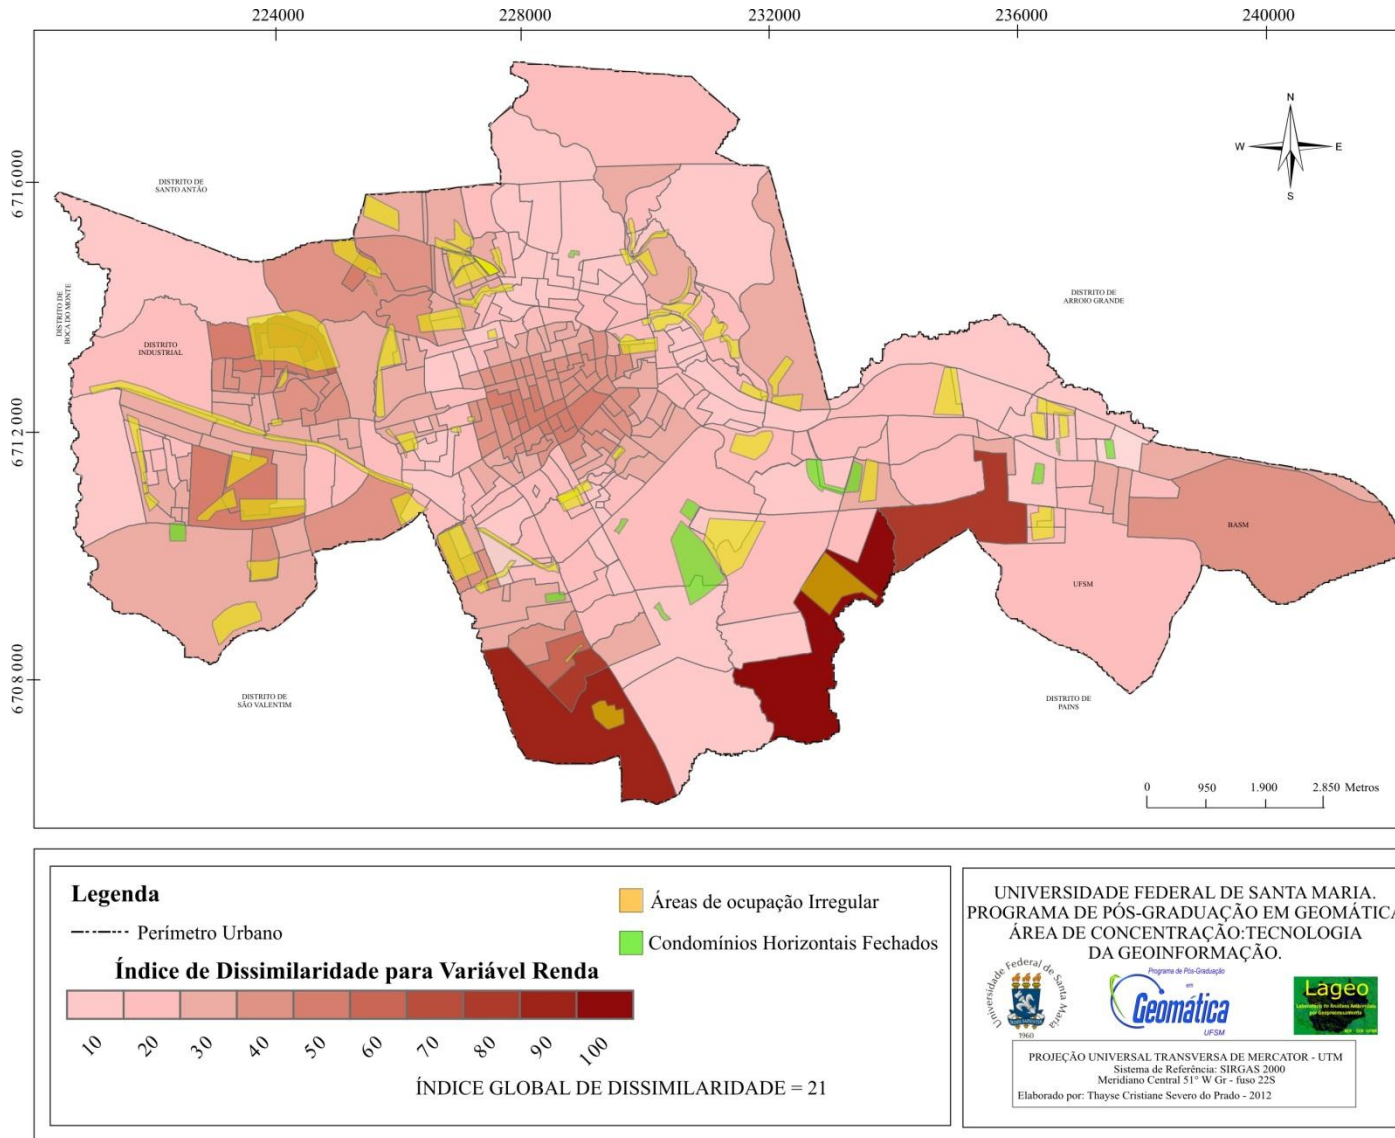 224000 228000 232000 236000 240000
N
W E
S
6716000
6712000
6708000
DISTRITO DE
SANTO ANTÃO
DISTRITO DE
BOCA DO MONTE
DISTRITO
INDUSTRIAL
DISTRITO DE
ARROIO GRANDE
BASM
UFSM
DISTRITO DE
SÃO VALENTIM
DISTRITO DE
PAINS
0 950 1.900 2.850 Metros
Legenda
Perímetro Urbano
Áreas de ocupação Irregular
Condomínios Horizontais Fechados
Índice de Dissimilaridade para Variável Renda
10 20 30 40 50 60 70 80 90 100
ÍNDICE GLOBAL DE DISSIMILARIDADE = 21
UNIVERSIDADE FEDERAL DE SANTA MARIA.
PROGRAMA DE PÓS-GRADUAÇÃO EM GEOMÁTICA
ÁREA DE CONCENTRAÇÃO:TECNOLOGIA
DA GEOINFORMAÇÃO.
Universidade Federal de Santa Maria
1960
Programa de Pós-Graduação
em
Geomática
UFSM
Lageo
PROJEÇÃO UNIVERSAL TRANSVERSA DE MERCATOR - UTM
Sistema de Referência: SIRGAS 2000
Meridiano Central 51° W Gr - fuso 22S
Elaborado por: Thayse Cristiane Severo do Prado - 2012